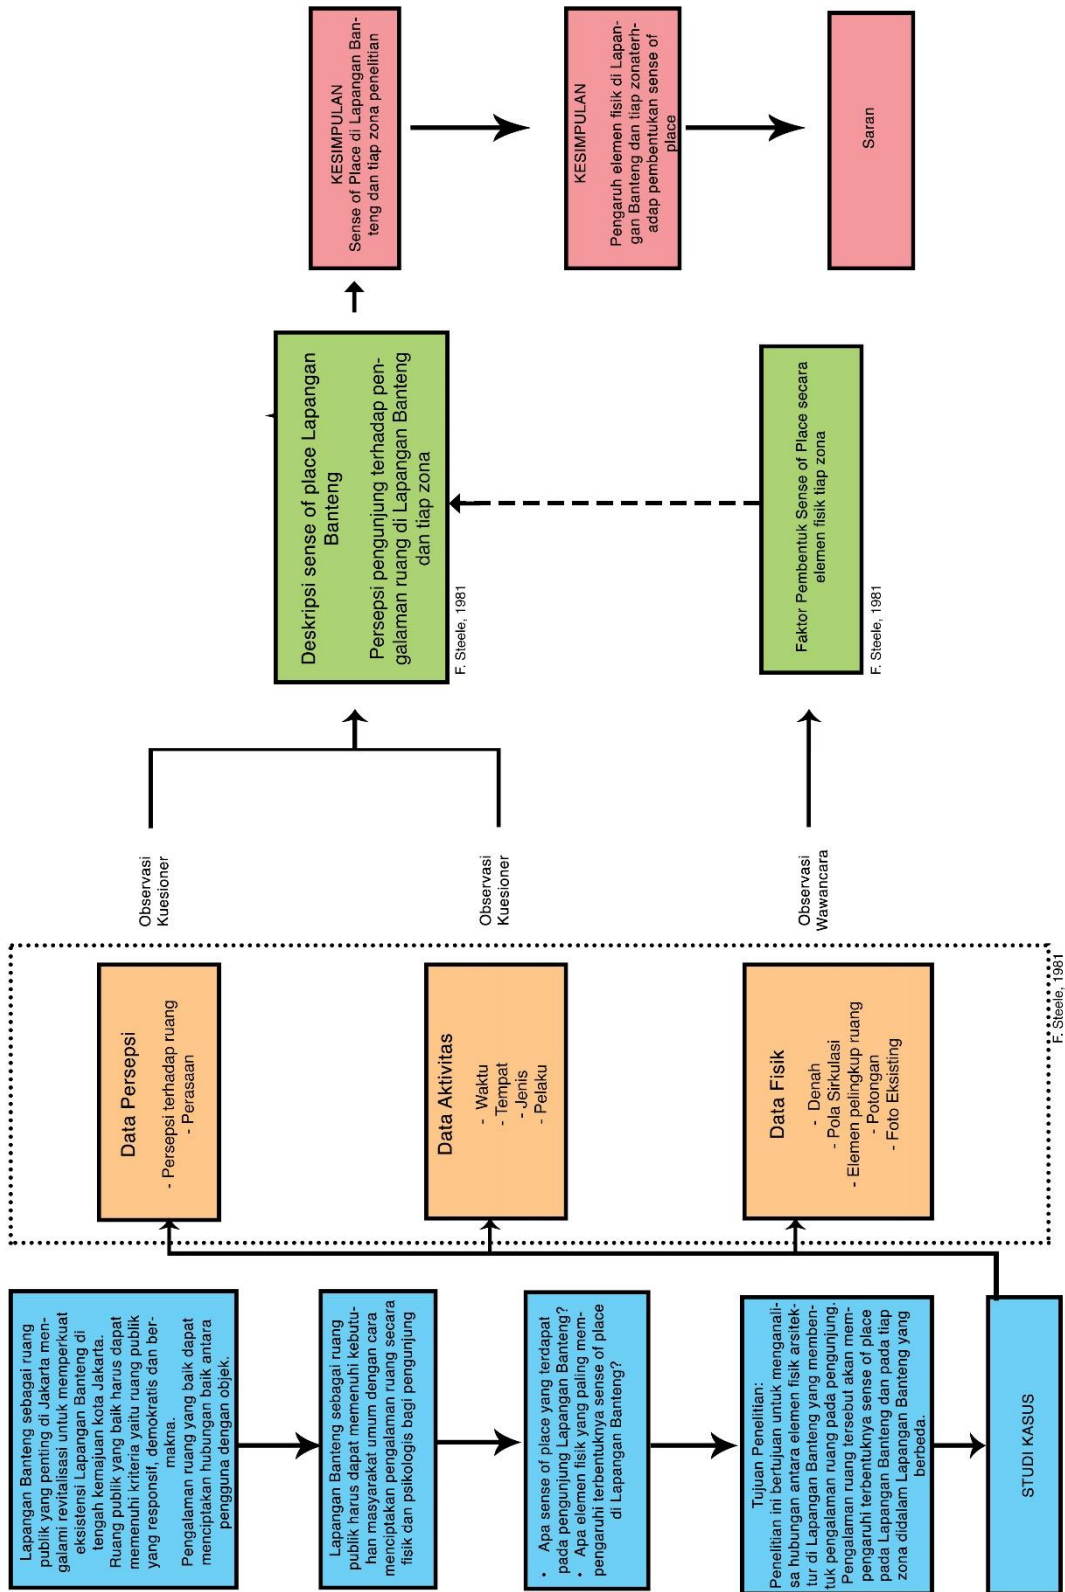 Lapangan Banteng sebagai ruang
publik yang penting di Jakarta men-
galami revitalisasi untuk memperkuat
eksistensi Lapangan Banteng di
tengah kemajuan kota Jakarta.
Ruang publik yang baik harus dapat
memenuhi kriteria yaitu ruang publik
yang responsif, demokratis dan ber-
makna.
Pengalaman ruang yang baik dapat
menciptakan hubungan baik antara
pengguna dengan objek.
Lapangan Banteng sebagai ruang
publik harus dapat memenuhi kebutu-
han masyarakat umum dengan cara
menciptakan pengalaman ruang secara
fisik dan psikologis bagi pengunjung
• Apa sense of place yang terdapat
pada pengunjung Lapangan Banteng?
• Apa elemen fisik yang paling mem-
pengaruhi terbentuknya sense of place
di Lapangan Banteng?
Tujuan Penelitian:
Penelitian ini bertujuan untuk menganali-
sa hubungan antara elemen fisik arsitek-
tur di Lapangan Banteng yang memben-
tuk pengalaman ruang pada pengunjung.
Pengalaman ruang tersebut akan mem-
pengaruhi terbentuknya sense of place
pada Lapangan Banteng dan pada tiap
zona didalam Lapangan Banteng yang
berbeda.
STUDI KASUS
Data Persepsi
- Persepsi terhadap ruang
- Perasaan
Data Aktivitas
- Waktu
- Tempat
- Jenis
- Pelaku
Data Fisik
- Denah
- Pola Sirkulasi
- Elemen pelingkup ruang
- Potongan
- Foto Eksisting
F. Steele, 1981
Observasi
Kuesioner
Observasi
Kuesioner
Observasi
Wawancara
Deskripsi sense of place Lapangan
Banteng
Persepsi pengunjung terhadap pen-
galaman ruang di Lapangan Banteng
dan tiap zona
F. Steele, 1981
Faktor Pembentuk Sense of Place secara
elemen fisik tiap zona
F. Steele, 1981
KESIMPULAN
Sense of Place di Lapangan Ban-
teng dan tiap zona penelitian
KESIMPULAN
Pengaruh elemen fisik di Lapan-
gan Banteng dan tiap zonaterh-
adap pembentukan sense of
place
Saran